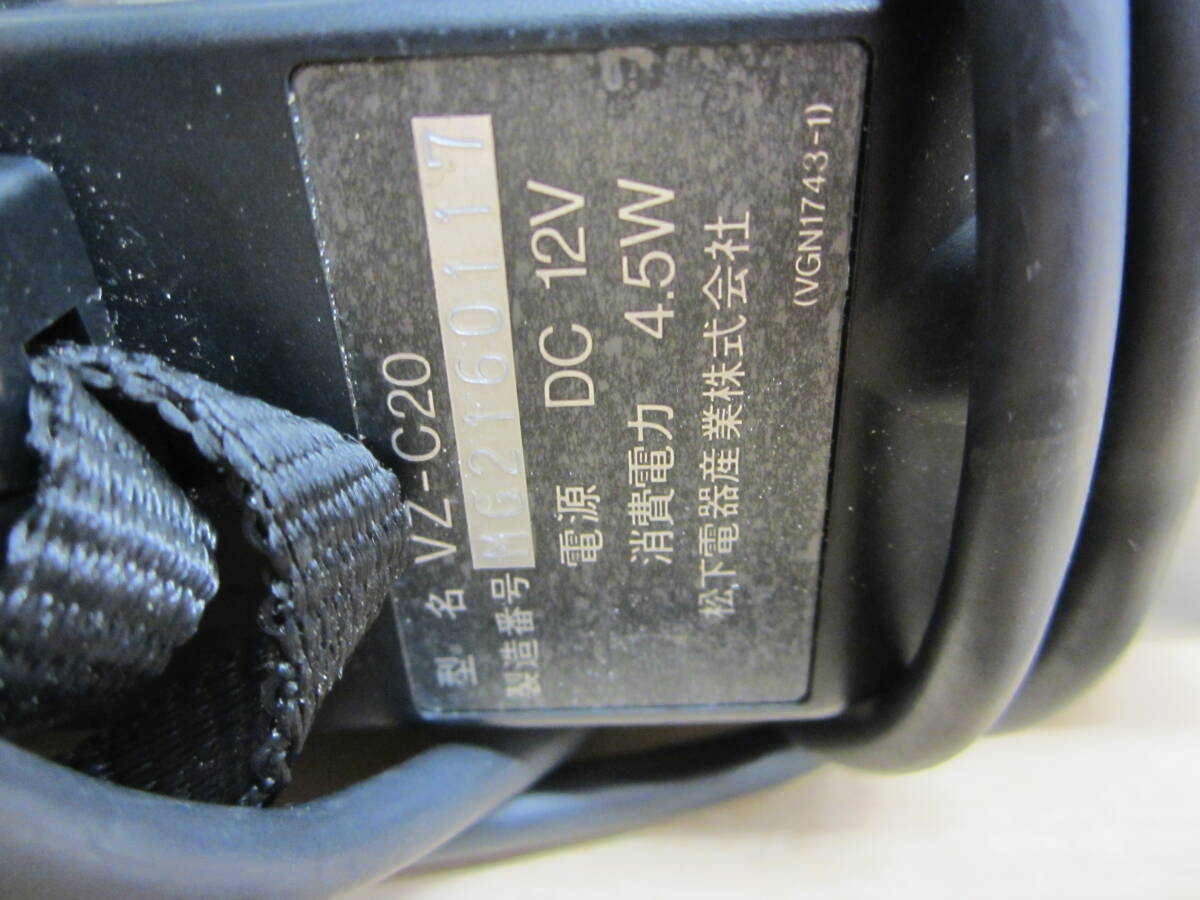 型 名 VZ-C20
製造番号 MG2160117
電源 DC 12V
消費電力 4.5W
松下電器産業株式会社
(VGN1743-1)